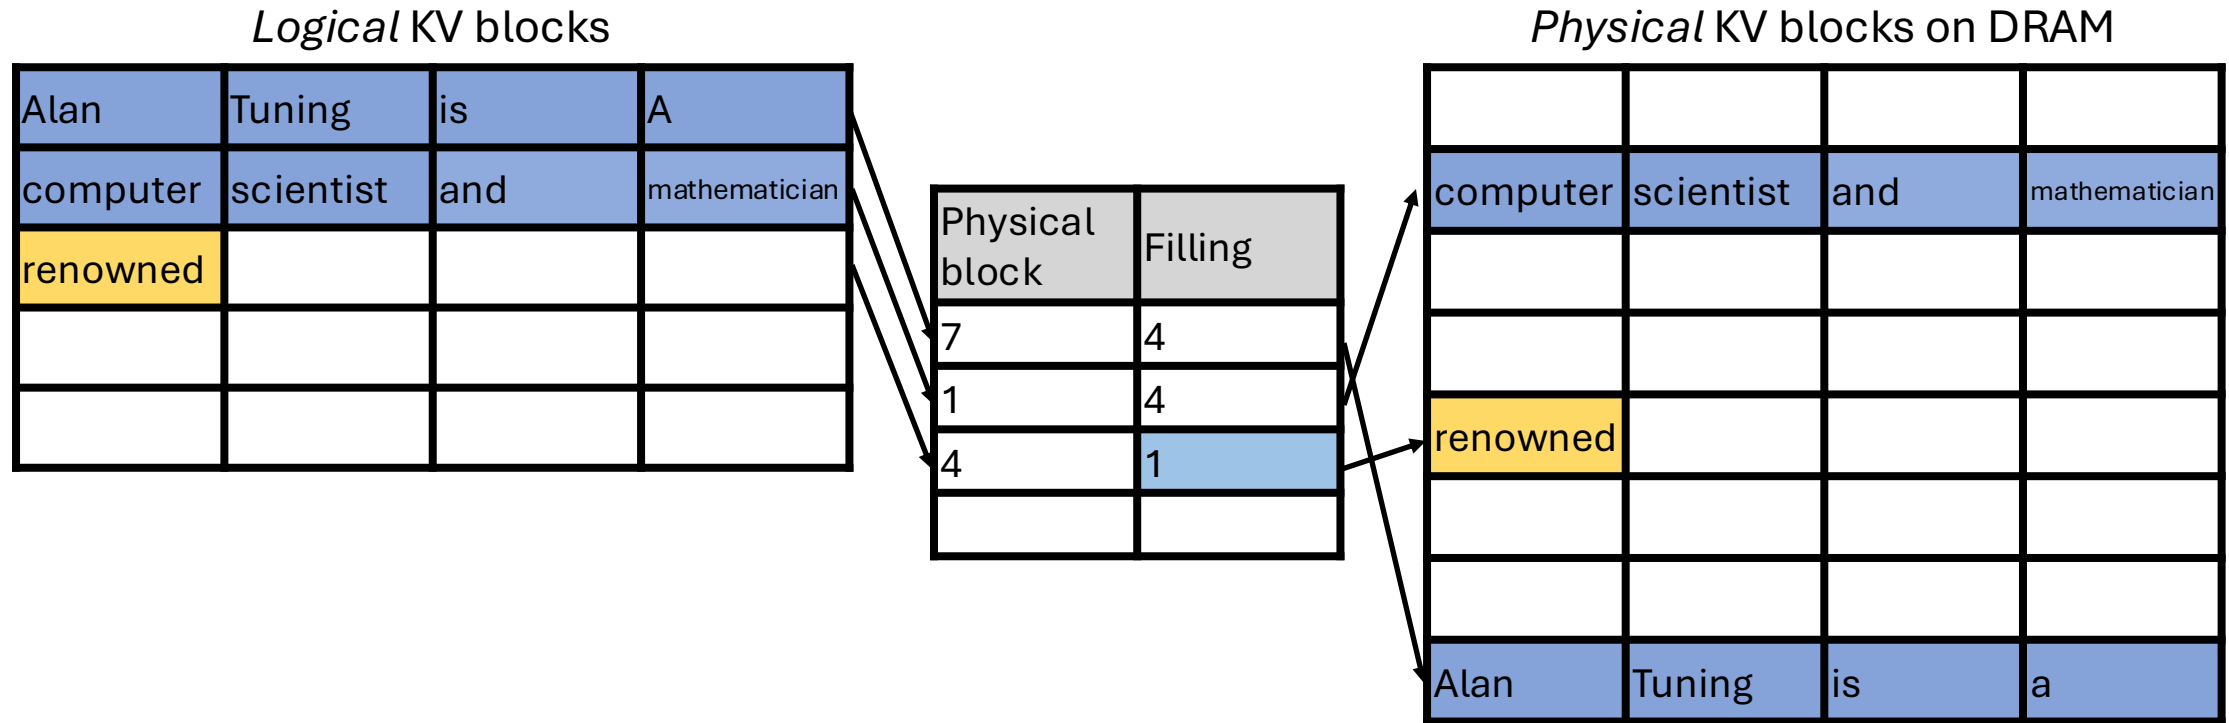 Logical KV blocks
Alan Tuning is A
computer scientist and mathematician
renowned
Physical
block
Filling
7 4
1 4
4 1
Physical KV blocks on DRAM
computer scientist and mathematician
renowned
Alan Tuning is a